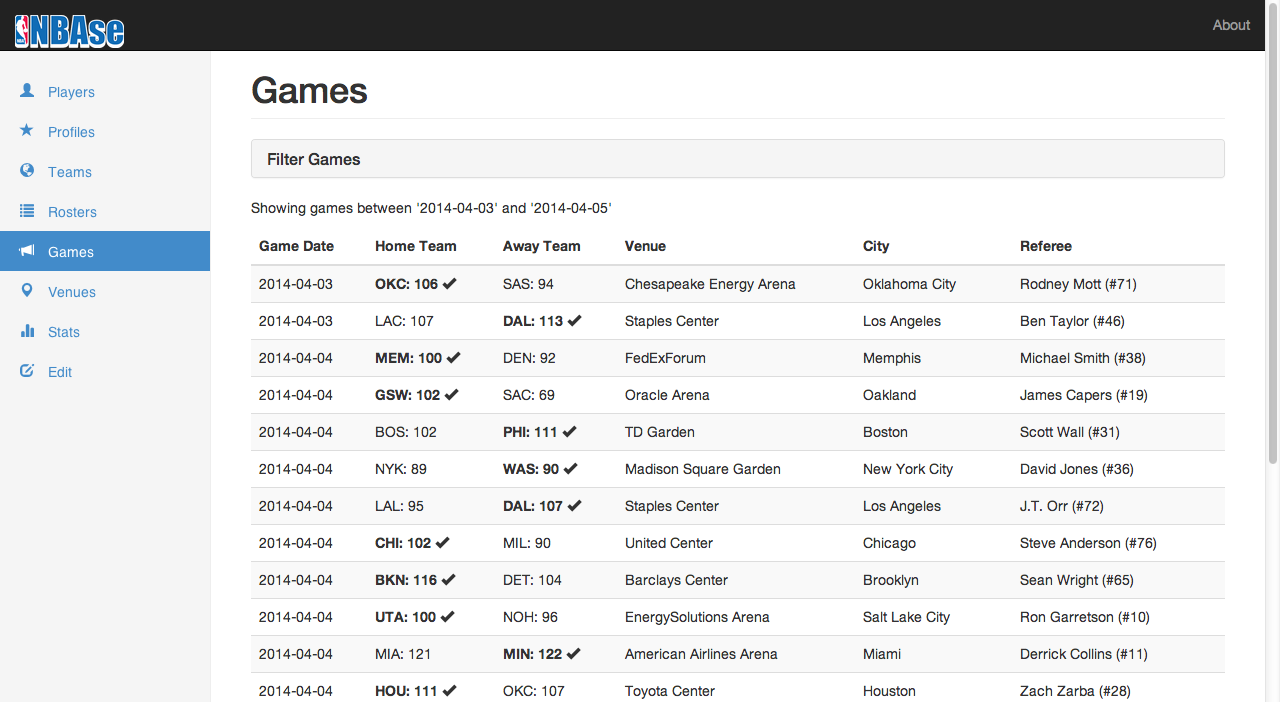 NBAse
About
Players
Profiles
Teams
Rosters
Games
Venues
Stats
Edit
Games
Filter Games
Showing games between '2014-04-03' and '2014-04-05'
Game Date Home Team Away Team Venue City Referee
2014-04-03 OKC: 106 ✔ SAS: 94 Chesapeake Energy Arena Oklahoma City Rodney Mott (#71)
2014-04-03 LAC: 107 DAL: 113 ✔ Staples Center Los Angeles Ben Taylor (#46)
2014-04-04 MEM: 100 ✔ DEN: 92 FedExForum Memphis Michael Smith (#38)
2014-04-04 GSW: 102 ✔ SAC: 69 Oracle Arena Oakland James Capers (#19)
2014-04-04 BOS: 102 PHI: 111 ✔ TD Garden Boston Scott Wall (#31)
2014-04-04 NYK: 89 WAS: 90 ✔ Madison Square Garden New York City David Jones (#36)
2014-04-04 LAL: 95 DAL: 107 ✔ Staples Center Los Angeles J.T. Orr (#72)
2014-04-04 CHI: 102 ✔ MIL: 90 United Center Chicago Steve Anderson (#76)
2014-04-04 BKN: 116 ✔ DET: 104 Barclays Center Brooklyn Sean Wright (#65)
2014-04-04 UTA: 100 ✔ NOH: 96 EnergySolutions Arena Salt Lake City Ron Garretson (#10)
2014-04-04 MIA: 121 MIN: 122 ✔ American Airlines Arena Miami Derrick Collins (#11)
2014-04-04 HOU: 111 ✔ OKC: 107 Toyota Center Houston Zach Zarba (#28)